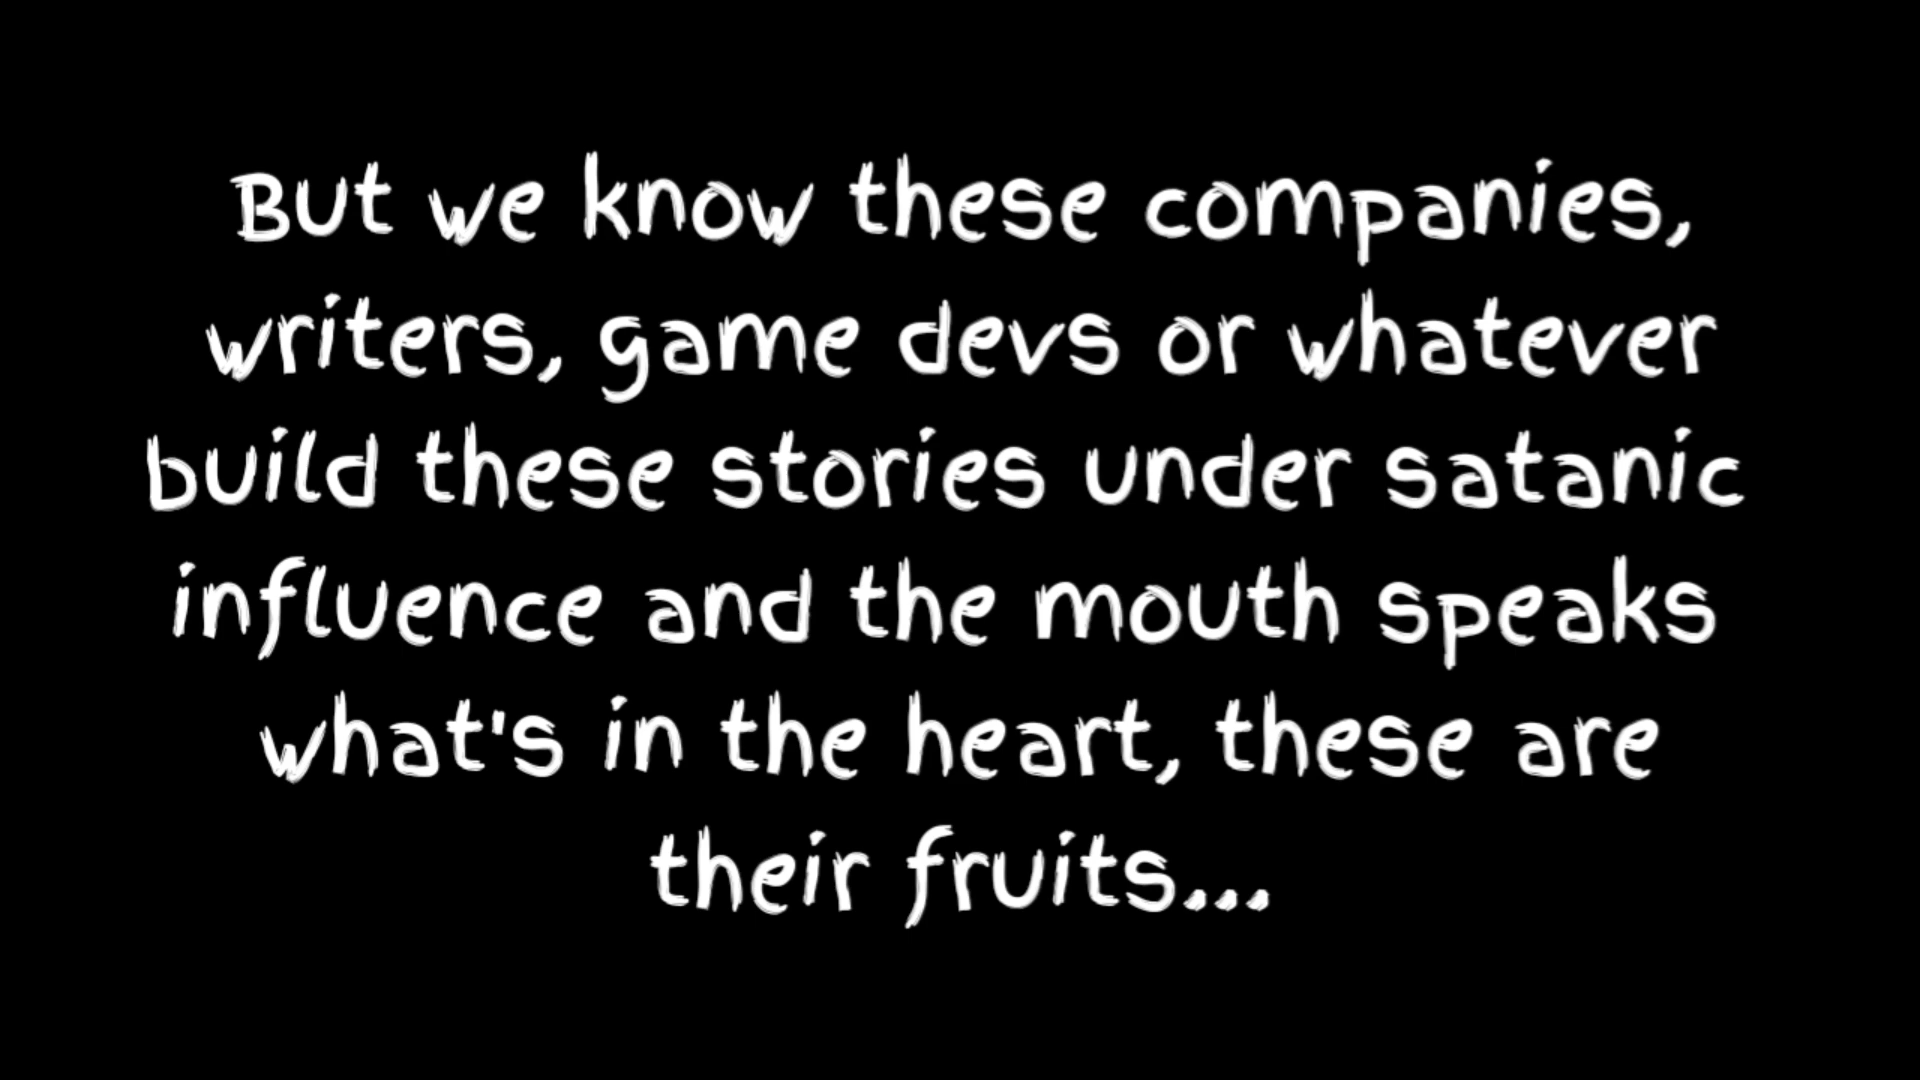 But we know these companies,
writers, game devs or whatever
build these stories under satanic
influence and the mouth speaks
what's in the heart, these are
their fruits...